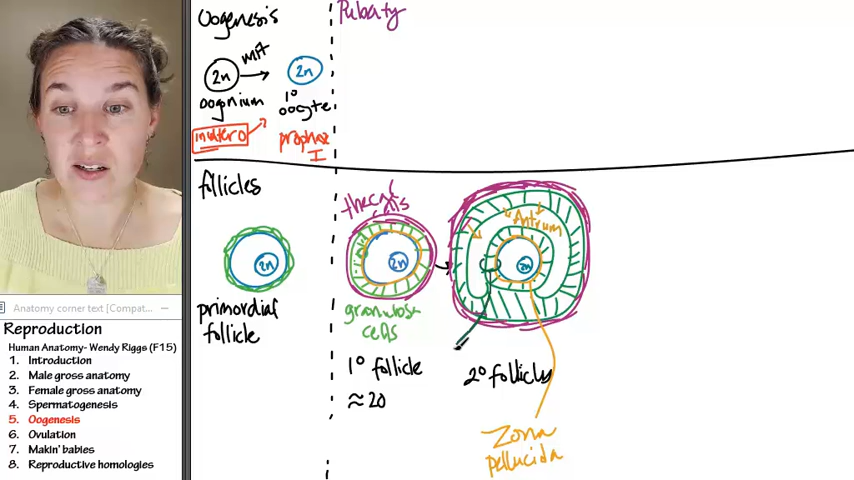 Oogenesis
Puberty
2n
MIT
2n
oogonium
1° oocyte
inutero
prophase I
follicles
thecal cells
Antrum
2n
2n
2n
primordial follicle
granulosa cells
1° follicle
≈20
2° follicle
Zona
pellucida
Anatomy corner text [Compat...
Reproduction
Human Anatomy- Wendy Riggs (F15)
1. Introduction
2. Male gross anatomy
3. Female gross anatomy
4. Spermatogenesis
5. Oogenesis
6. Ovulation
7. Makin' babies
8. Reproductive homologies